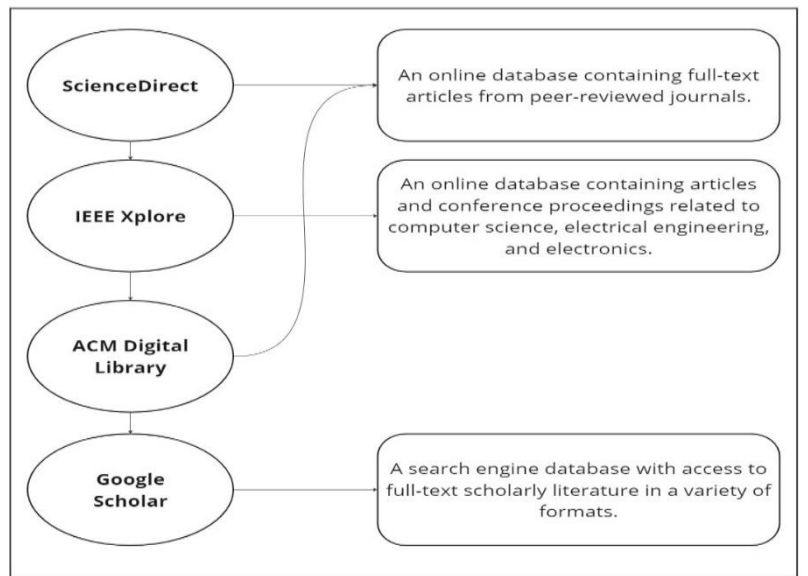 ScienceDirect
An online database containing full-text
articles from peer-reviewed journals.
IEEE Xplore
An online database containing articles
and conference proceedings related to
computer science, electrical engineering,
and electronics.
ACM Digital
Library
Google
Scholar
A search engine database with access to
full-text scholarly literature in a variety of
formats.